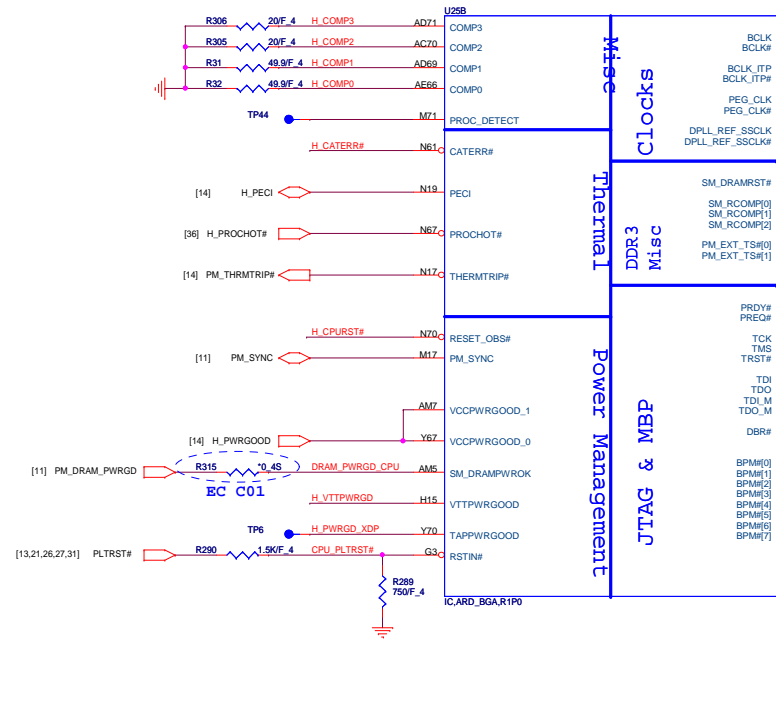 U25B
R306 20/F_4 H_COMP3 AD71 COMP3
R305 20/F_4 H_COMP2 AC70 COMP2
R31 49.9/F_4 H_COMP1 AD69 COMP1
R32 49.9/F_4 H_COMP0 AE66 COMP0
TP44 M71 PROC_DETECT
H_CATERR# N61 CATERR#
[14] H_PECI N19 PECI
[36] H_PROCHOT# N67 PROCHOT#
[14] PM_THRMTRIP# N17 THERMTRIP#
H_CPURST# N70 RESET_OBS#
[11] PM_SYNC M17 PM_SYNC
AM7 VCCPWRGOOD_1
[14] H_PWRGOOD Y67 VCCPWRGOOD_0
[11] PM_DRAM_PWRGD R315 *0_4S DRAM_PWRGD_CPU AM5 SM_DRAMPWROK
EC C01
H_VTTPWRGD H15 VTTPWRGOOD
TP6 H_PWRGD_XDP Y70 TAPPWRGOOD
[13,21,26,27,31] PLTRST# R290 1.5K/F_4 CPU_PLTRST# G3 RSTIN#
R289
750/F_4
IC,ARD_BGA,R1P0
Misc
Thermal
Power Management
Clocks
DDR3
Misc
JTAG & MBP
BCLK
BCLK#
BCLK_ITP
BCLK_ITP#
PEG_CLK
PEG_CLK#
DPLL_REF_SSCLK
DPLL_REF_SSCLK#
SM_DRAMRST#
SM_RCOMP[0]
SM_RCOMP[1]
SM_RCOMP[2]
PM_EXT_TS#[0]
PM_EXT_TS#[1]
PRDY#
PREQ#
TCK
TMS
TRST#
TDI
TDO
TDI_M
TDO_M
DBR#
BPM#[0]
BPM#[1]
BPM#[2]
BPM#[3]
BPM#[4]
BPM#[5]
BPM#[6]
BPM#[7]